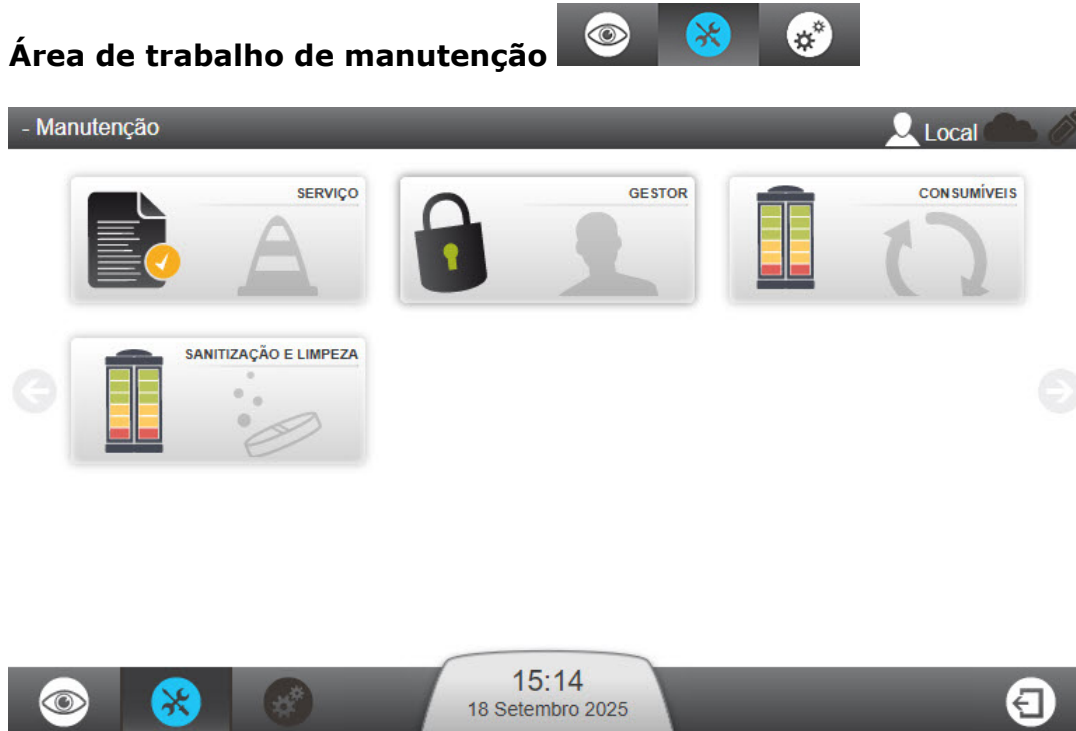 Área de trabalho de manutenção
- Manutenção
Local
SERVIÇO
GESTOR
CONSUMÍVEIS
SANITIZAÇÃO E LIMPEZA
15:14
18 Setembro 2025